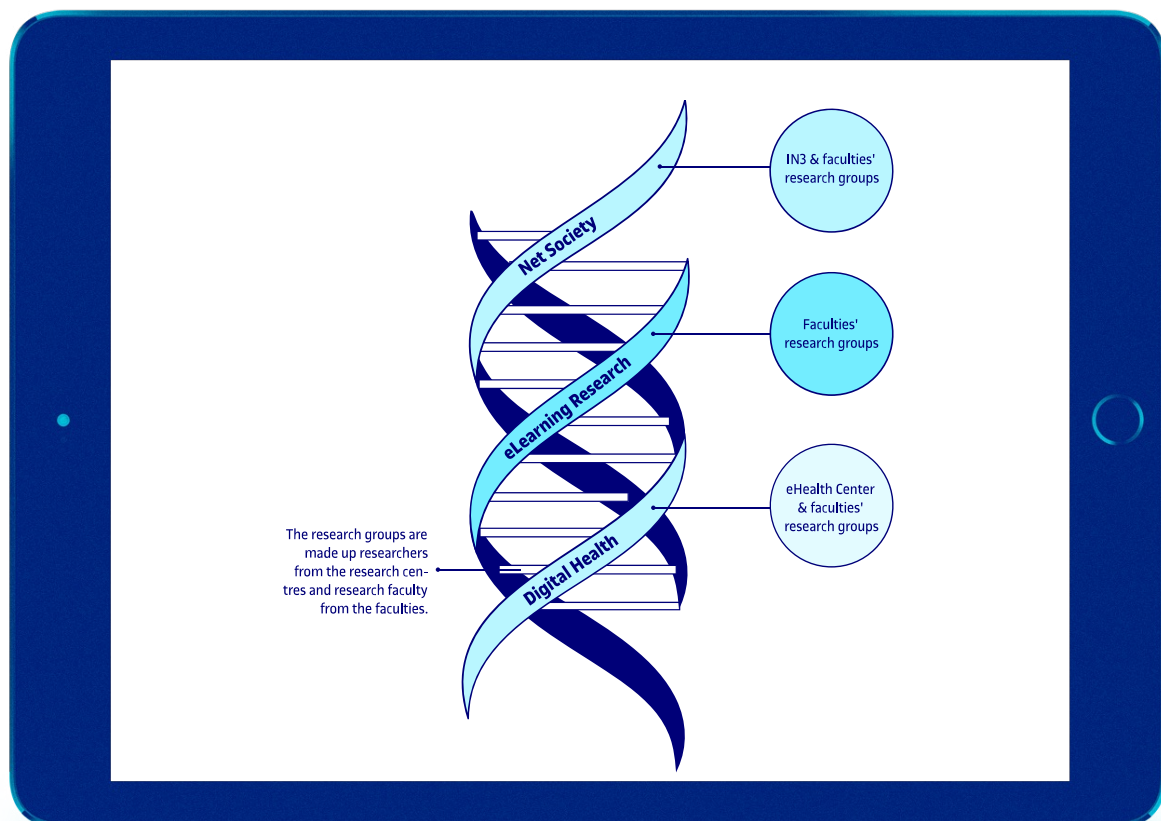 IN3 & faculties'
research groups
Net Society
Faculties'
research groups
eLearning Research
eHealth Center
& faculties'
research groups
Digital Health
The research groups are
made up researchers
from the research cen-
tres and research faculty
from the faculties.